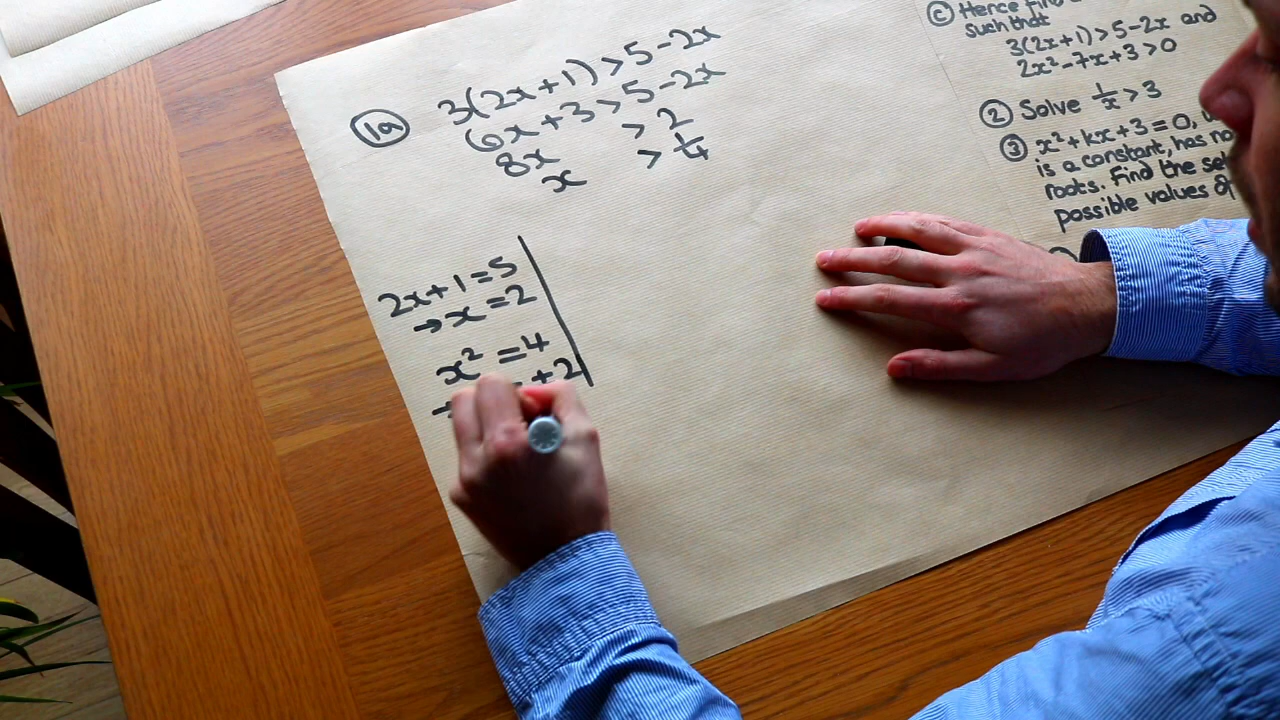 1a 3(2x+1) > 5-2x
6x+3 > 5-2x
8x > 2
x > 1/4
2x+1=5
→ x=2
x² = 4
+2
c Hence find
such that
3(2x+1) > 5-2x and
2x²-7x+3 > 0
2 Solve 1/x > 3
3 x²+kx+3=0,
is a constant, has no
roots. Find the set
possible values of